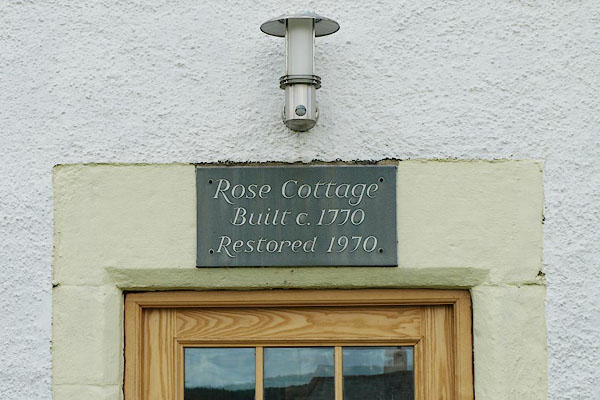 Rose Cottage
Built c. 1770
Restored 1970